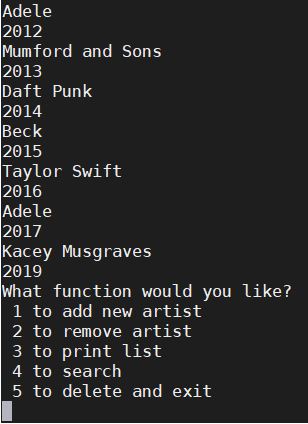 Adele
2012
Mumford and Sons
2013
Daft Punk
2014
Beck
2015
Taylor Swift
2016
Adele
2017
Kacey Musgraves
2019
What function would you like?
1 to add new artist
2 to remove artist
3 to print list
4 to search
5 to delete and exit